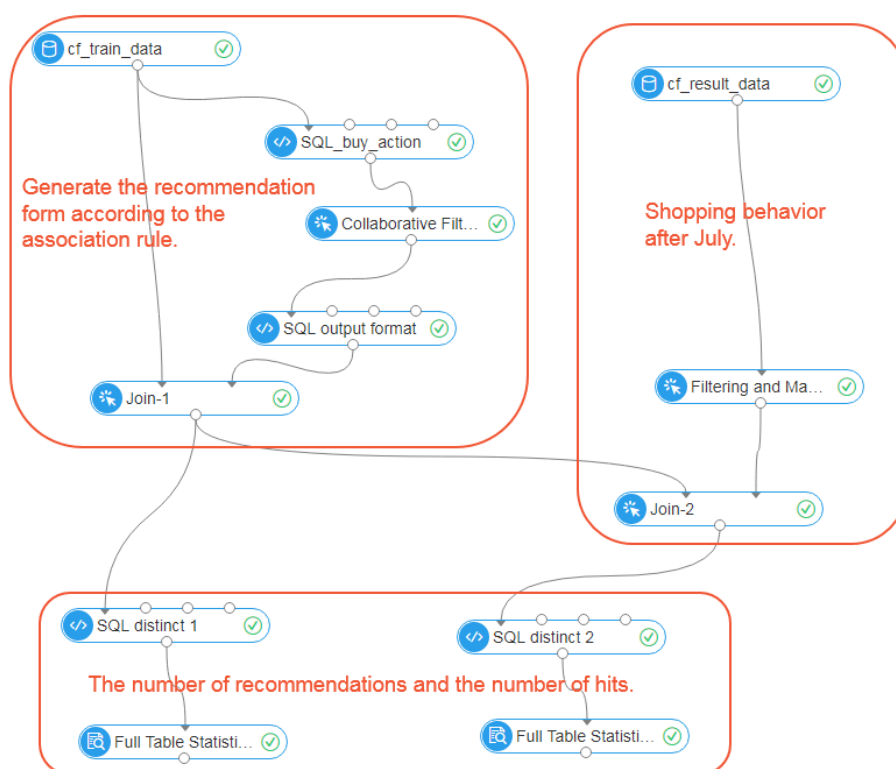 cf_train_data
SQL_buy_action
Generate the recommendation
form according to the
association rule.
Collaborative Filt...
SQL output format
Join-1
cf_result_data
Shopping behavior
after July.
Filtering and Ma...
Join-2
SQL distinct 1
SQL distinct 2
The number of recommendations and the number of hits.
Full Table Statisti...
Full Table Statisti...